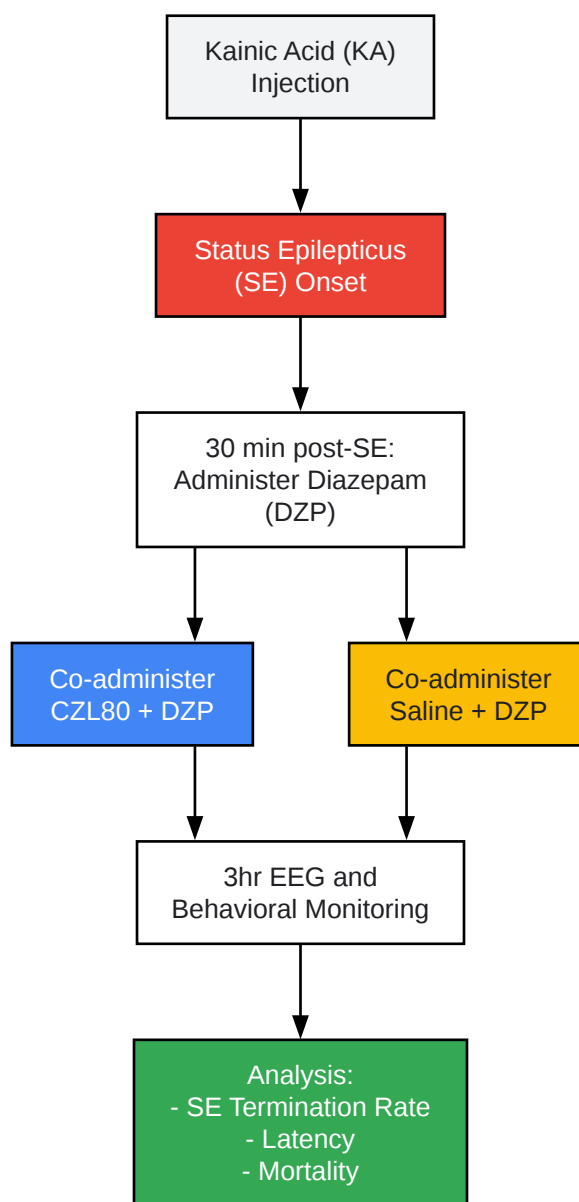 Kainic Acid (KA)
Injection
Status Epilepticus
(SE) Onset
30 min post-SE:
Administer Diazepam
(DZP)
Co-administer
CZL80 + DZP
Co-administer
Saline + DZP
3hr EEG and
Behavioral Monitoring
Analysis:
- SE Termination Rate
- Latency
- Mortality